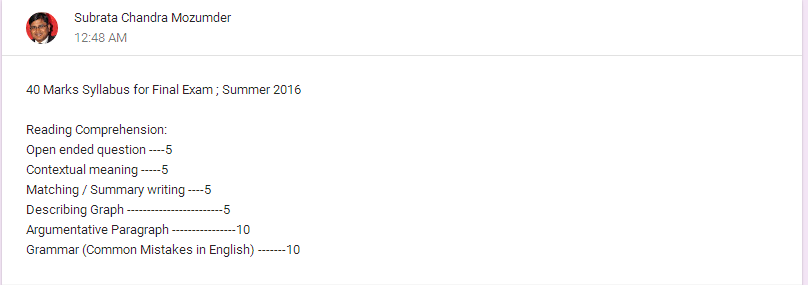 Subrata Chandra Mozumder
12:48 AM
40 Marks Syllabus for Final Exam ; Summer 2016
Reading Comprehension:
Open ended question ----5
Contextual meaning -----5
Matching / Summary writing ----5
Describing Graph ------------------------5
Argumentative Paragraph ----------------10
Grammar (Common Mistakes in English) -------10